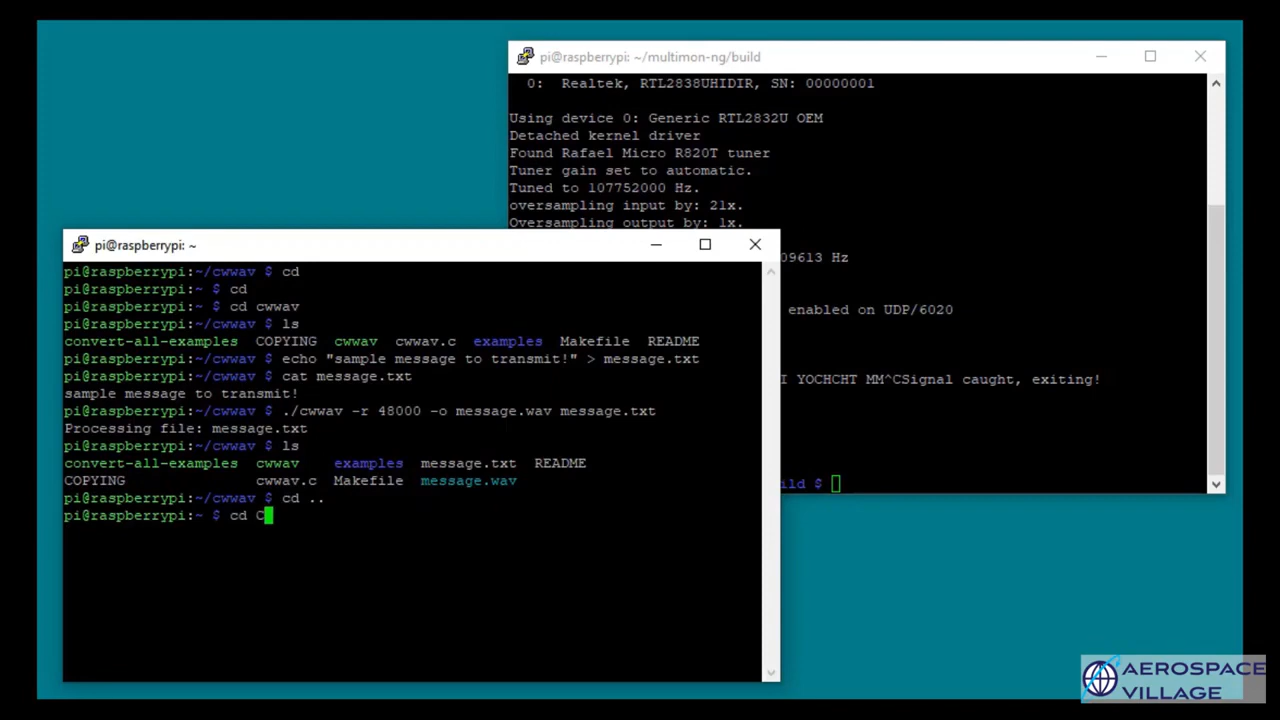 pi@raspberrypi: ~/multimon-ng/build
0: Realtek, RTL2838UHIDIR, SN: 00000001
Using device 0: Generic RTL2832U OEM
Detached kernel driver
Found Rafael Micro R820T tuner
Tuner gain set to automatic.
Tuned to 107752000 Hz.
oversampling input by: 21x.
Oversampling output by: 1x.
09613 Hz
enabled on UDP/6020
I YOCHCHT MM^CSignal caught, exiting!
ild $
pi@raspberrypi: ~
pi@raspberrypi:~/cwwav $ cd
pi@raspberrypi:~ $ cd
pi@raspberrypi:~ $ cd cwwav
pi@raspberrypi:~/cwwav $ ls
convert-all-examples COPYING cwwav cwwav.c examples Makefile README
pi@raspberrypi:~/cwwav $ echo "sample message to transmit!" > message.txt
pi@raspberrypi:~/cwwav $ cat message.txt
sample message to transmit!
pi@raspberrypi:~/cwwav $ ./cwwav -r 48000 -o message.wav message.txt
Processing file: message.txt
pi@raspberrypi:~/cwwav $ ls
convert-all-examples cwwav examples message.txt README
COPYING cwwav.c Makefile message.wav
pi@raspberrypi:~/cwwav $ cd ..
pi@raspberrypi:~ $ cd C
AEROSPACE
VILLAGE